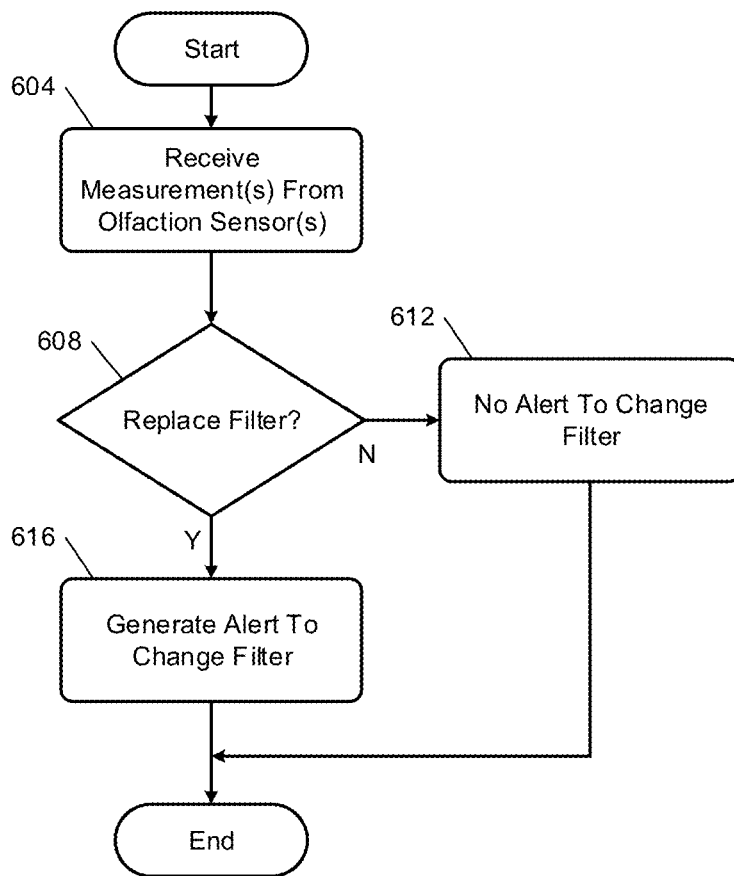 Start
604
Receive
Measurement(s) From
Olfaction Sensor(s)
608
Replace Filter?
N
612
No Alert To Change
Filter
Y
616
Generate Alert To
Change Filter
End